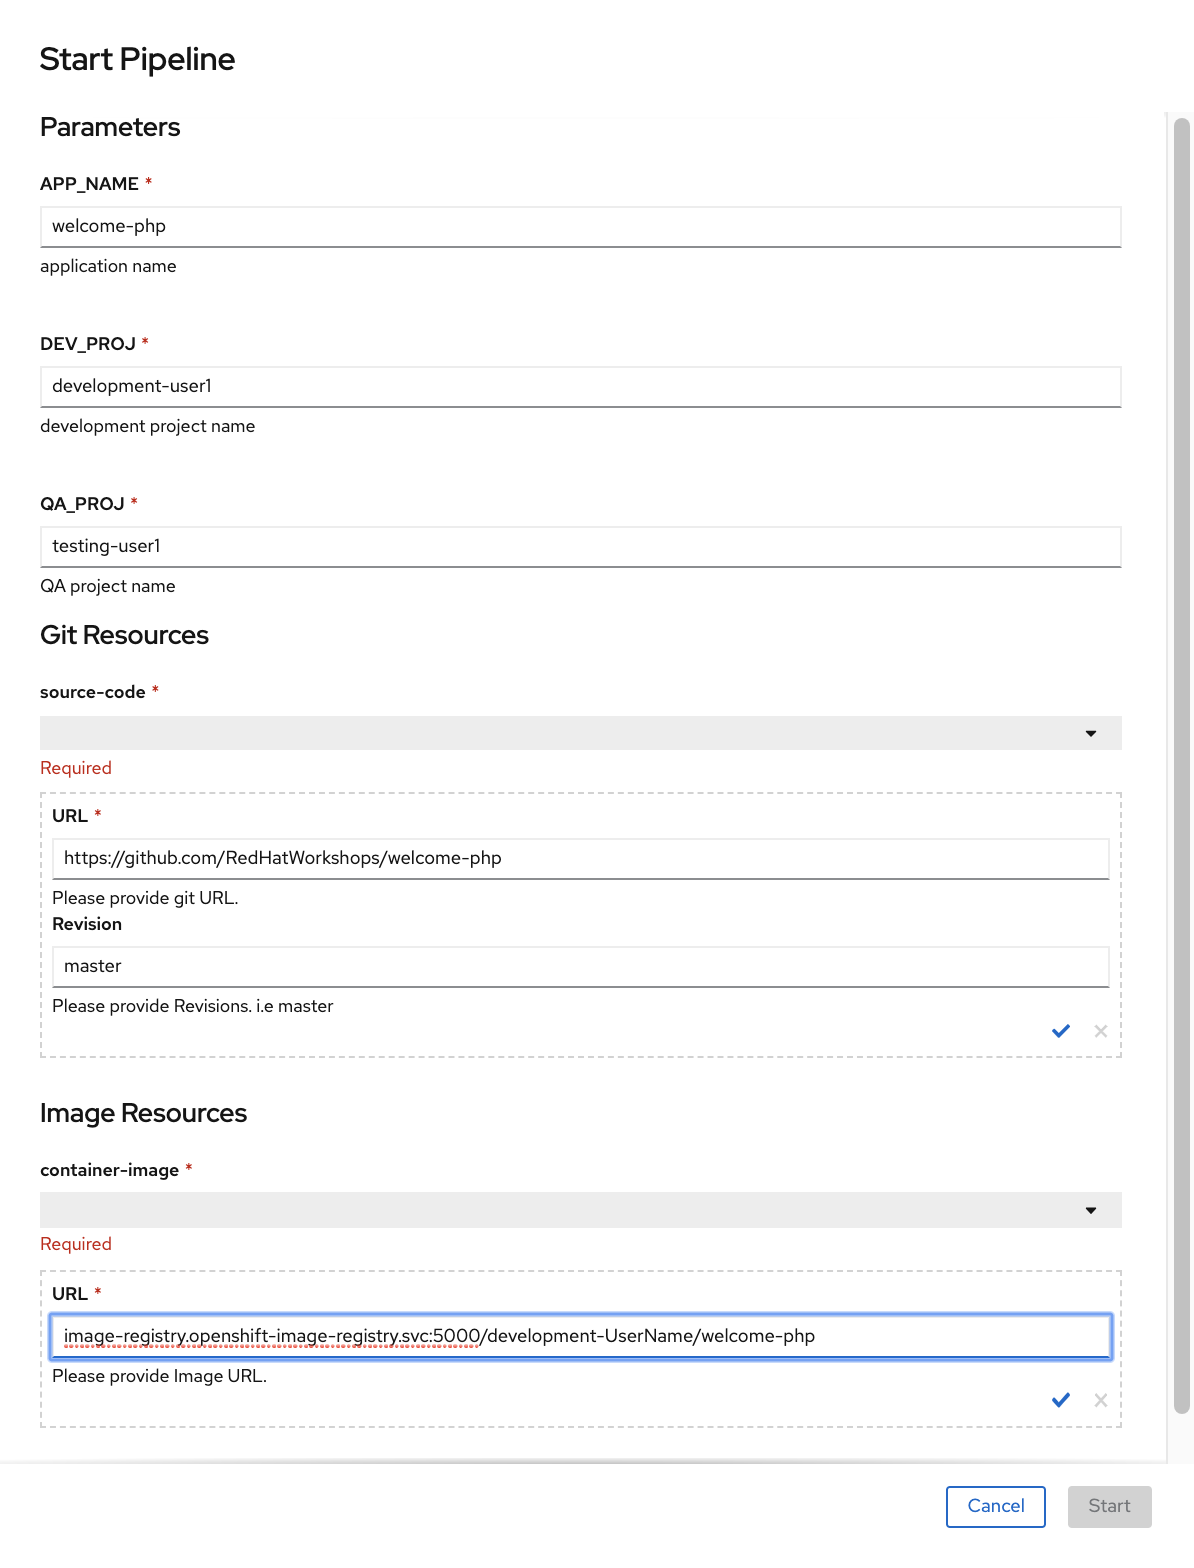 Start Pipeline
Parameters
APP_NAME *
welcome-php
application name
DEV_PROJ *
development-user1
development project name
QA_PROJ *
testing-user1
QA project name
Git Resources
source-code *
Required
URL *
https://github.com/RedHatWorkshops/welcome-php
Please provide git URL.
Revision
master
Please provide Revisions. i.e master
Image Resources
container-image *
Required
URL *
image-registry.openshift-image-registry.svc:5000/development-UserName/welcome-php
Please provide Image URL.
Cancel Start